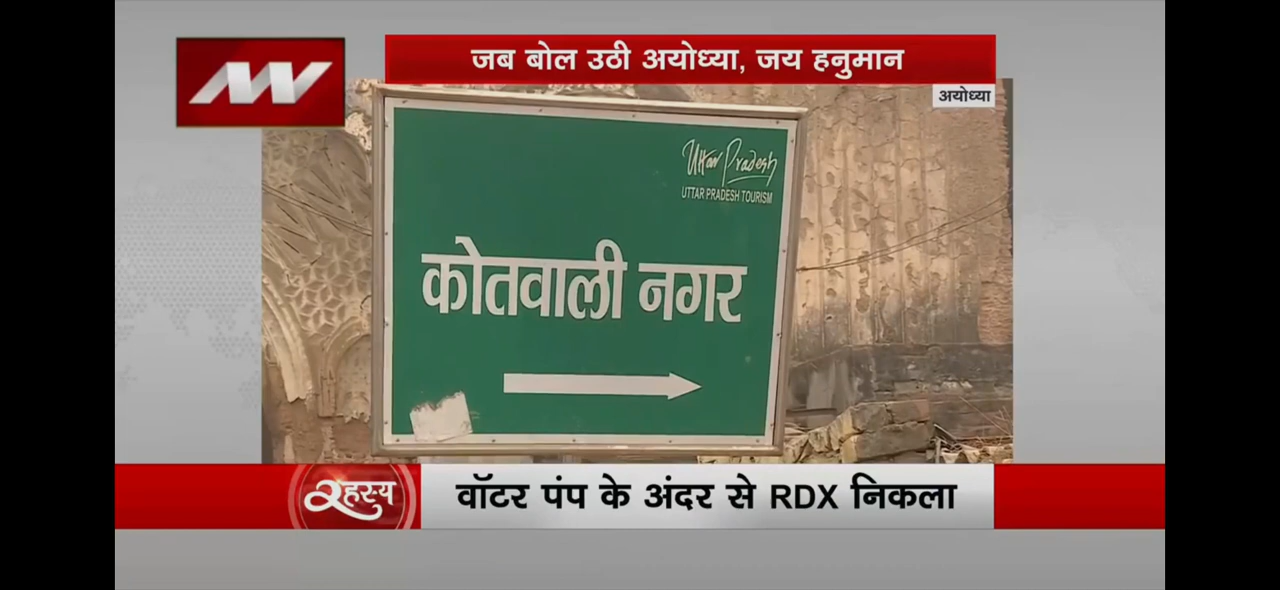 जब बोल उठी अयोध्या, जय हनुमान
अयोध्या
Uttar Pradesh
UTTAR PRADESH TOURISM
कोतवाली नगर
रहस्य
वॉटर पंप के अंदर से RDX निकला